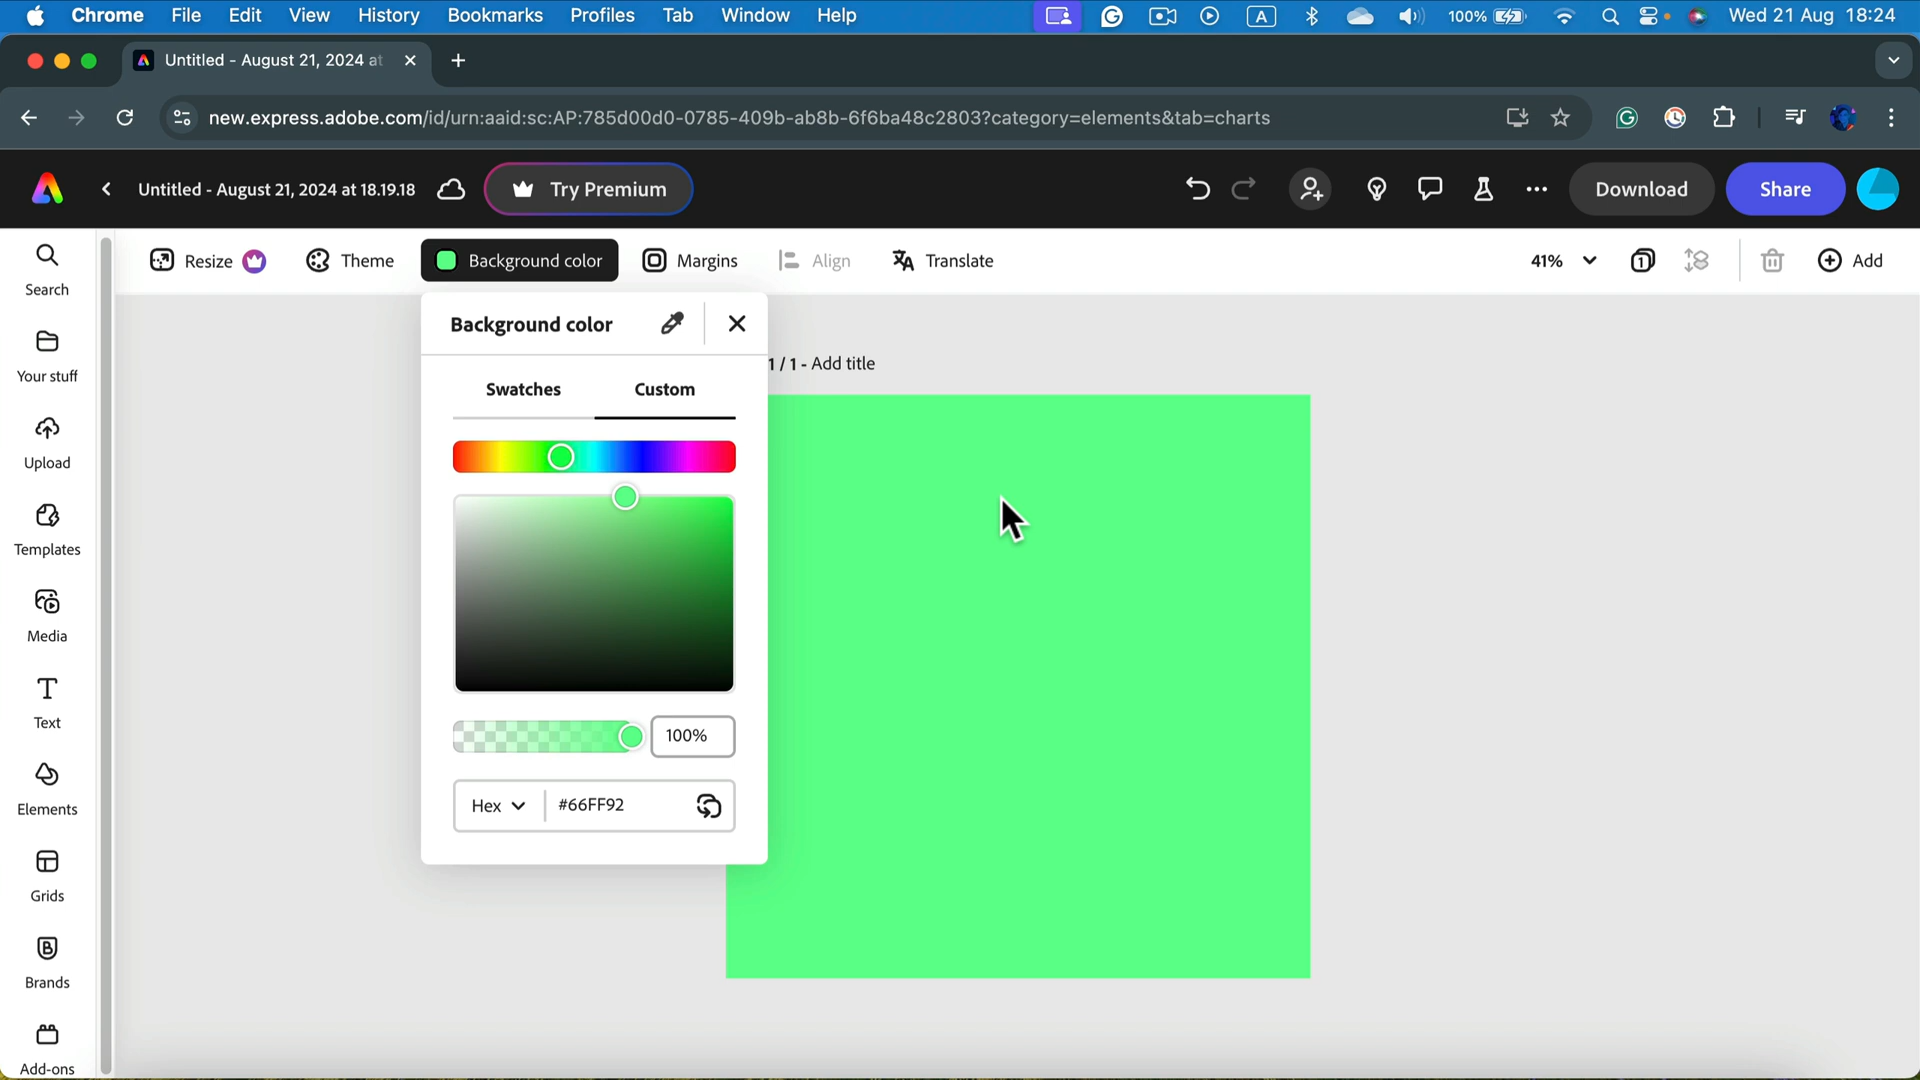 Chrome File Edit View History Bookmarks Profiles Tab Window Help A 100% Wed 21 Aug 18:24
Untitled - August 21, 2024 at
new.express.adobe.com/id/urn:aaid:sc:AP:785d00d0-0785-409b-ab8b-6f6ba48c2803?category=elements&tab=charts
Untitled - August 21, 2024 at 18.19.18 Try Premium Download Share
Resize Theme Background color Margins Align Translate 41% 1 Add
Search
Your stuff
Upload
Templates
Media
Text
Elements
Grids
Brands
Add-ons
Background color
Swatches Custom
100%
Hex #66FF92
1 / 1 - Add title